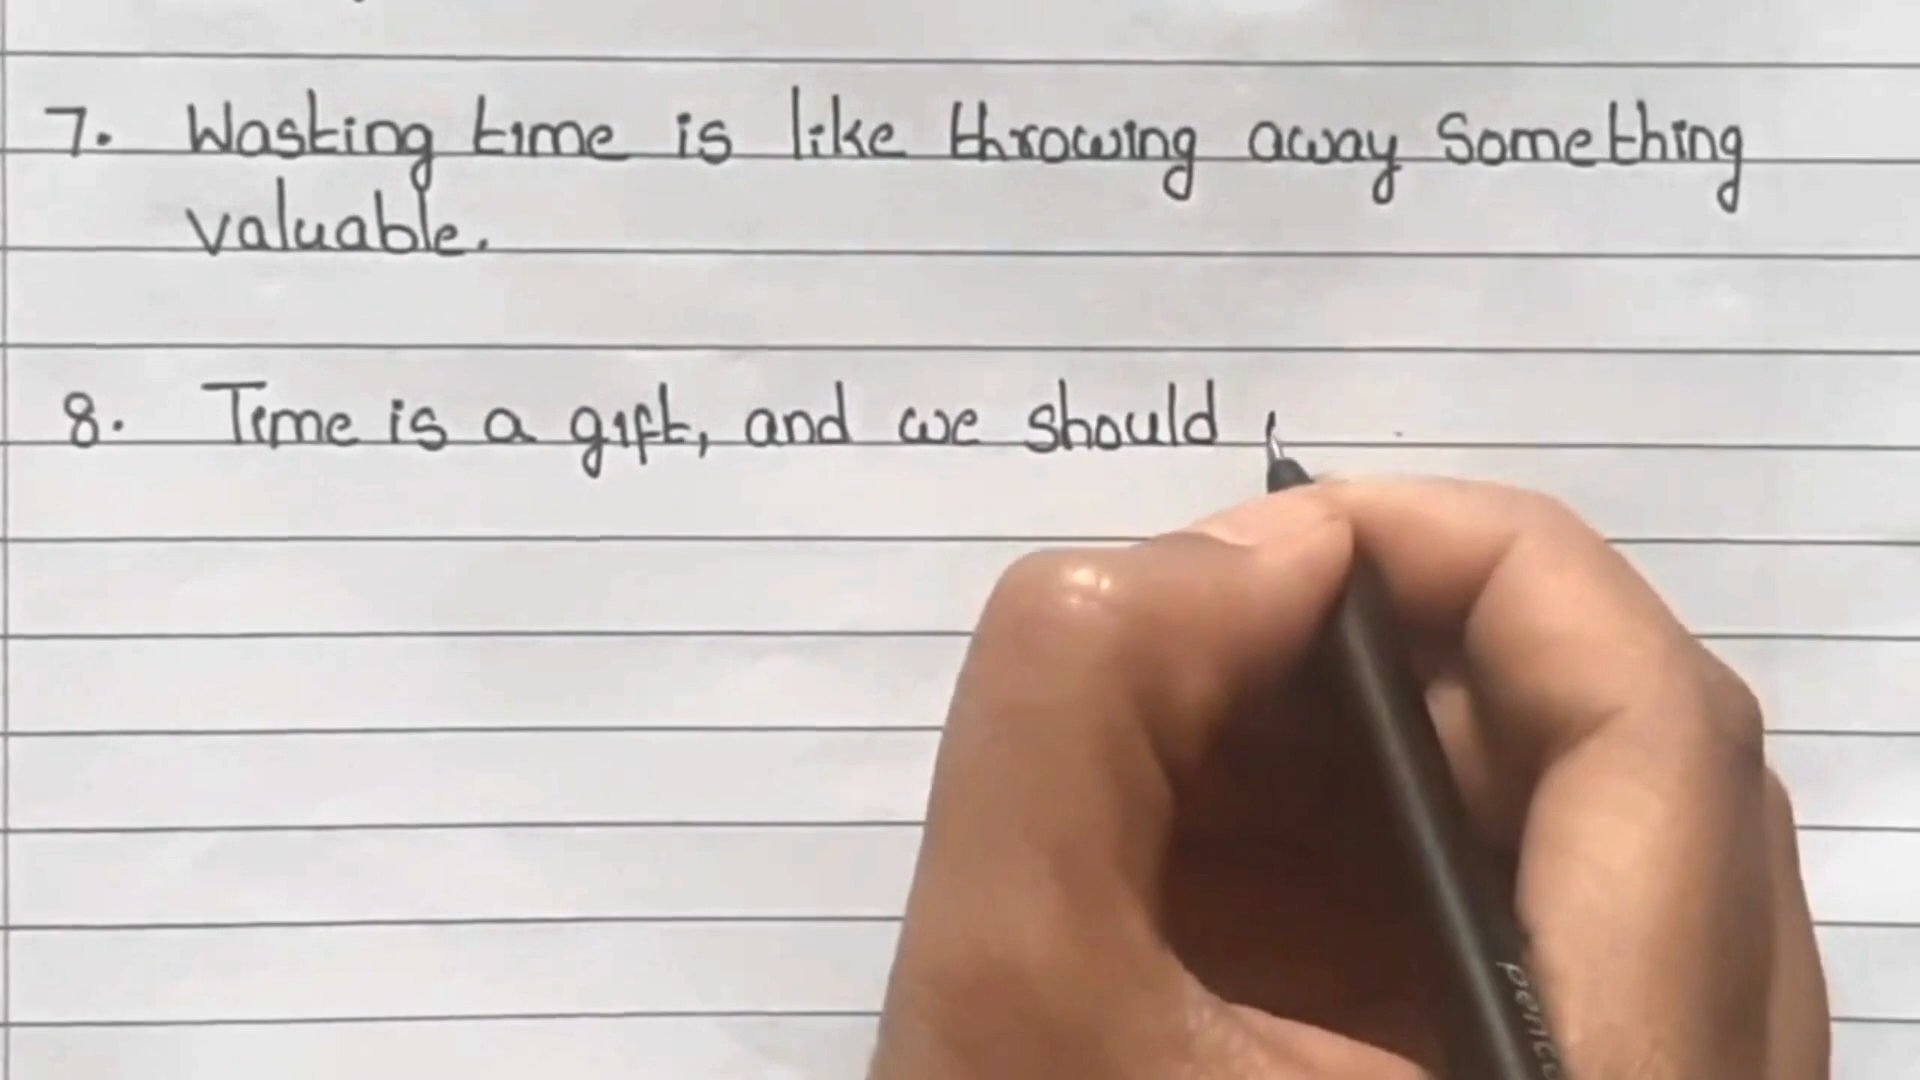 7. Wasting time is like throwing away Something
valuable.
8. Time is a gift, and we should